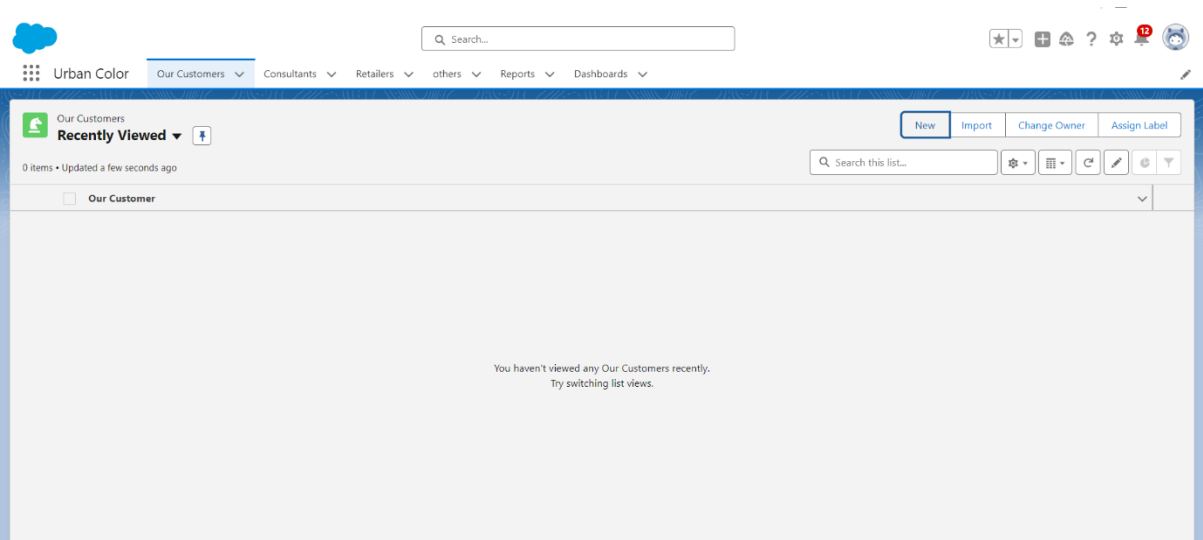 Search...
12
Urban Color Our Customers Consultants Retailers others Reports Dashboards
Our Customers
Recently Viewed
New Import Change Owner Assign Label
0 items • Updated a few seconds ago
Search this list...
Our Customer
You haven't viewed any Our Customers recently.
Try switching list views.